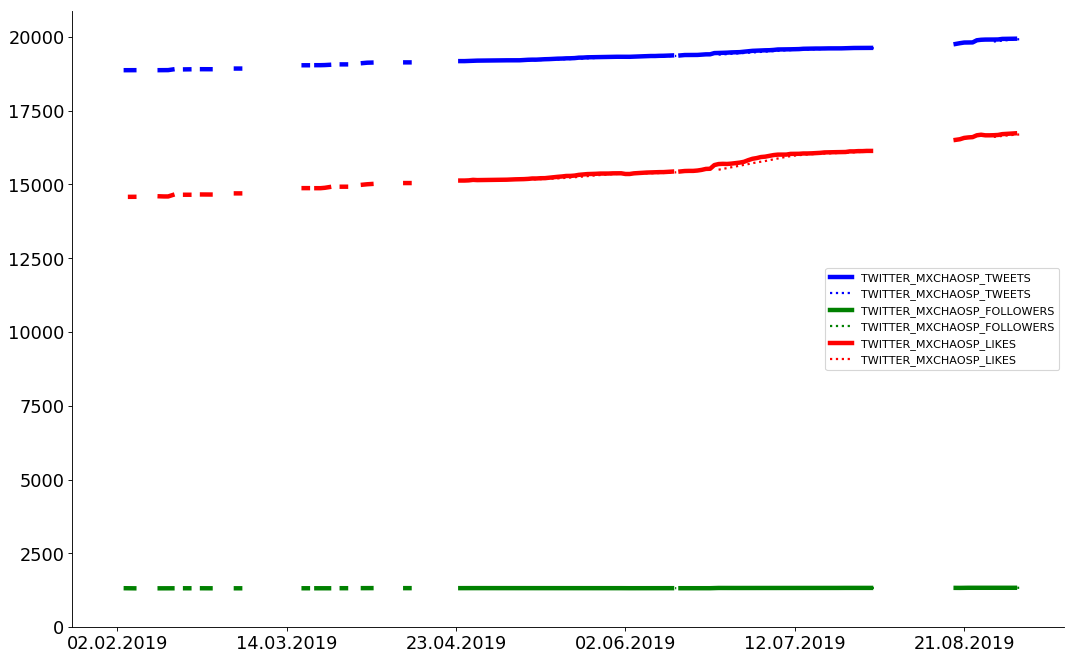 20000
17500
15000
12500
10000
7500
5000
2500
0
TWITTER_MXCHAOSP_TWEETS
TWITTER_MXCHAOSP_TWEETS
TWITTER_MXCHAOSP_FOLLOWERS
TWITTER_MXCHAOSP_FOLLOWERS
TWITTER_MXCHAOSP_LIKES
TWITTER_MXCHAOSP_LIKES
02.02.2019 14.03.2019 23.04.2019 02.06.2019 12.07.2019 21.08.2019